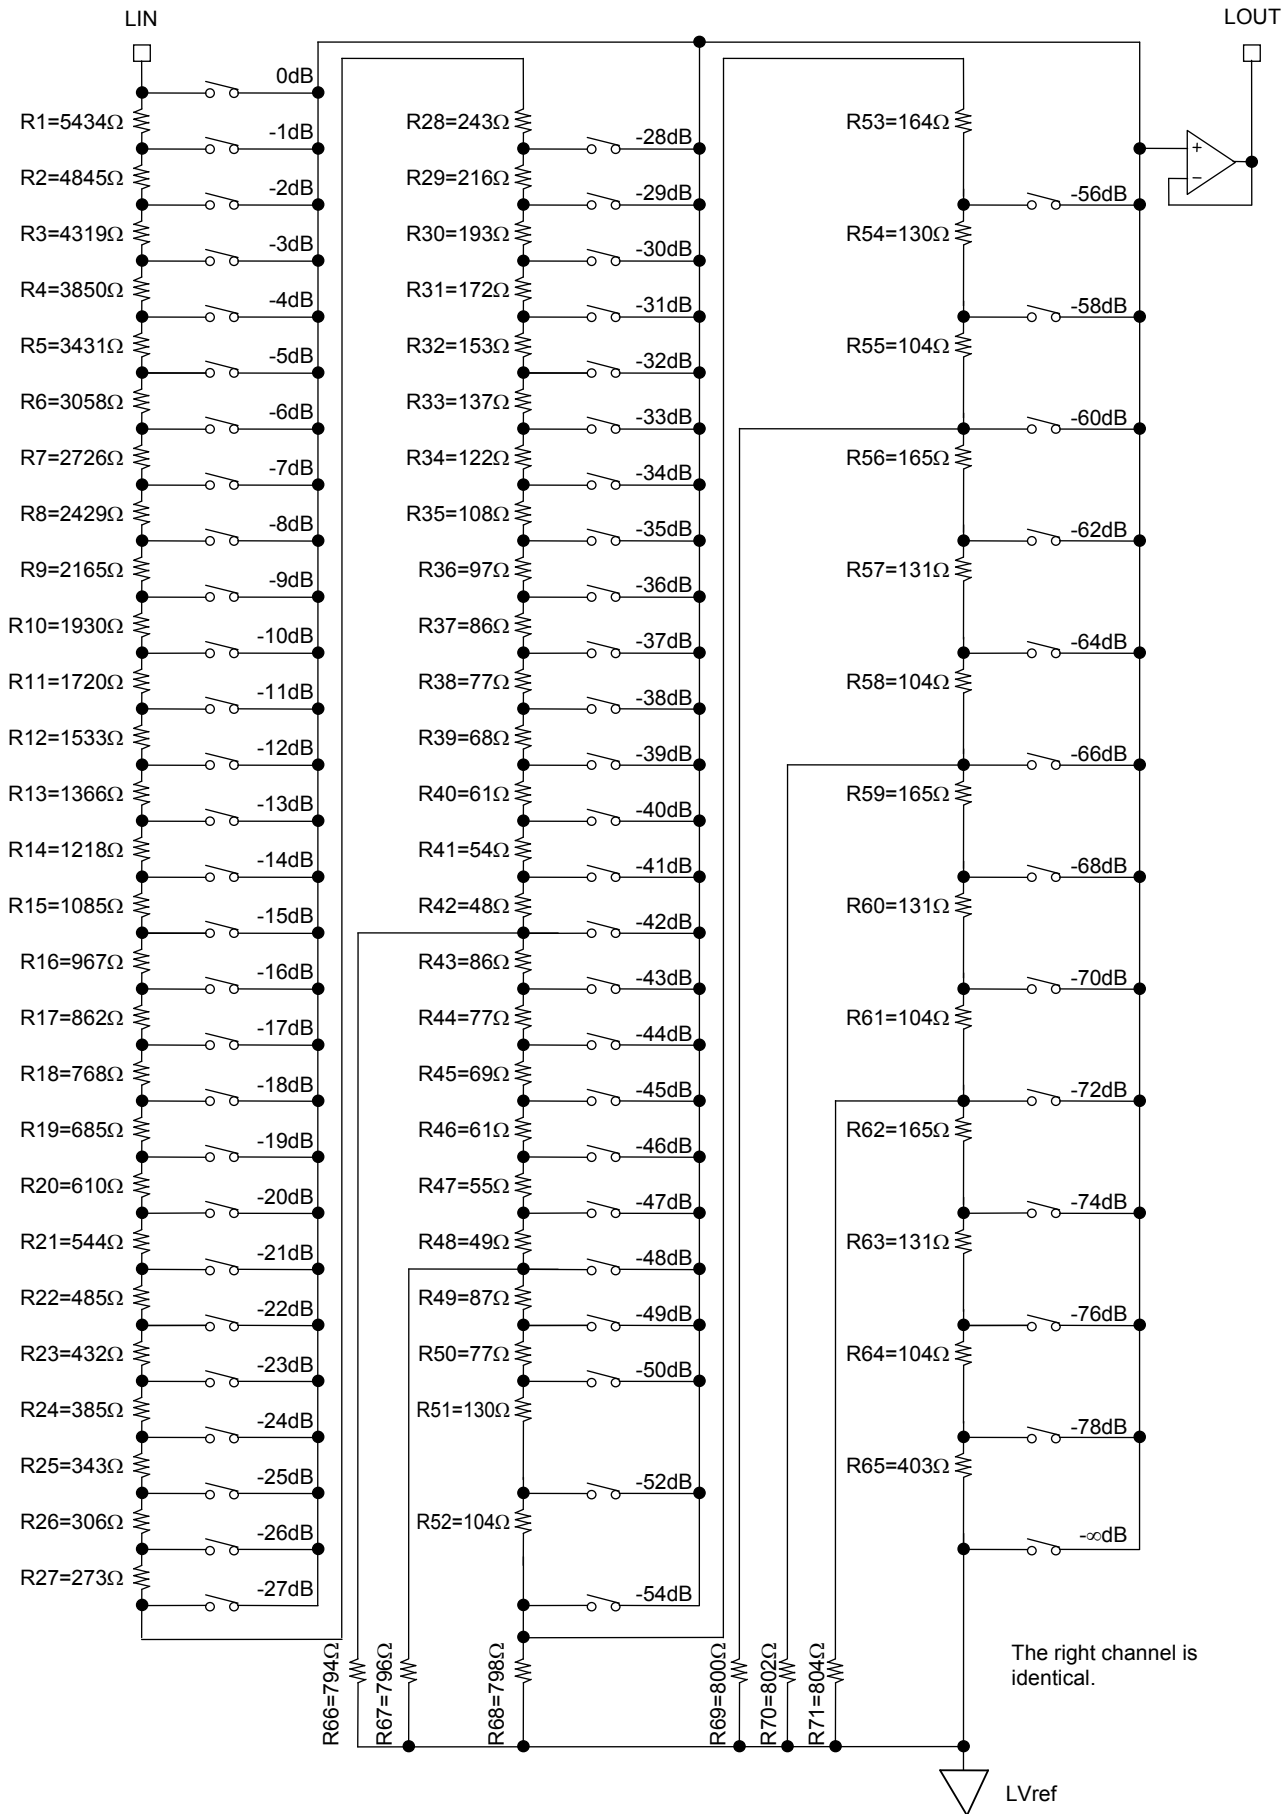 LIN
LOUT
0dB
R1=5434Ω
-1dB
R2=4845Ω
-2dB
R3=4319Ω
-3dB
R4=3850Ω
-4dB
R5=3431Ω
-5dB
R6=3058Ω
-6dB
R7=2726Ω
-7dB
R8=2429Ω
-8dB
R9=2165Ω
-9dB
R10=1930Ω
-10dB
R11=1720Ω
-11dB
R12=1533Ω
-12dB
R13=1366Ω
-13dB
R14=1218Ω
-14dB
R15=1085Ω
-15dB
R16=967Ω
-16dB
R17=862Ω
-17dB
R18=768Ω
-18dB
R19=685Ω
-19dB
R20=610Ω
-20dB
R21=544Ω
-21dB
R22=485Ω
-22dB
R23=432Ω
-23dB
R24=385Ω
-24dB
R25=343Ω
-25dB
R26=306Ω
-26dB
R27=273Ω
-27dB
R28=243Ω
-28dB
R29=216Ω
-29dB
R30=193Ω
-30dB
R31=172Ω
-31dB
R32=153Ω
-32dB
R33=137Ω
-33dB
R34=122Ω
-34dB
R35=108Ω
-35dB
R36=97Ω
-36dB
R37=86Ω
-37dB
R38=77Ω
-38dB
R39=68Ω
-39dB
R40=61Ω
-40dB
R41=54Ω
-41dB
R42=48Ω
-42dB
R43=86Ω
-43dB
R44=77Ω
-44dB
R45=69Ω
-45dB
R46=61Ω
-46dB
R47=55Ω
-47dB
R48=49Ω
-48dB
R49=87Ω
-49dB
R50=77Ω
-50dB
R51=130Ω
-52dB
R52=104Ω
-54dB
R53=164Ω
-56dB
R54=130Ω
-58dB
R55=104Ω
-60dB
R56=165Ω
-62dB
R57=131Ω
-64dB
R58=104Ω
-66dB
R59=165Ω
-68dB
R60=131Ω
-70dB
R61=104Ω
-72dB
R62=165Ω
-74dB
R63=131Ω
-76dB
R64=104Ω
-78dB
R65=403Ω
-∞dB
+
−
R66=794Ω
R67=796Ω
R68=798Ω
R69=800Ω
R70=802Ω
R71=804Ω
The right channel is
identical.
LVref